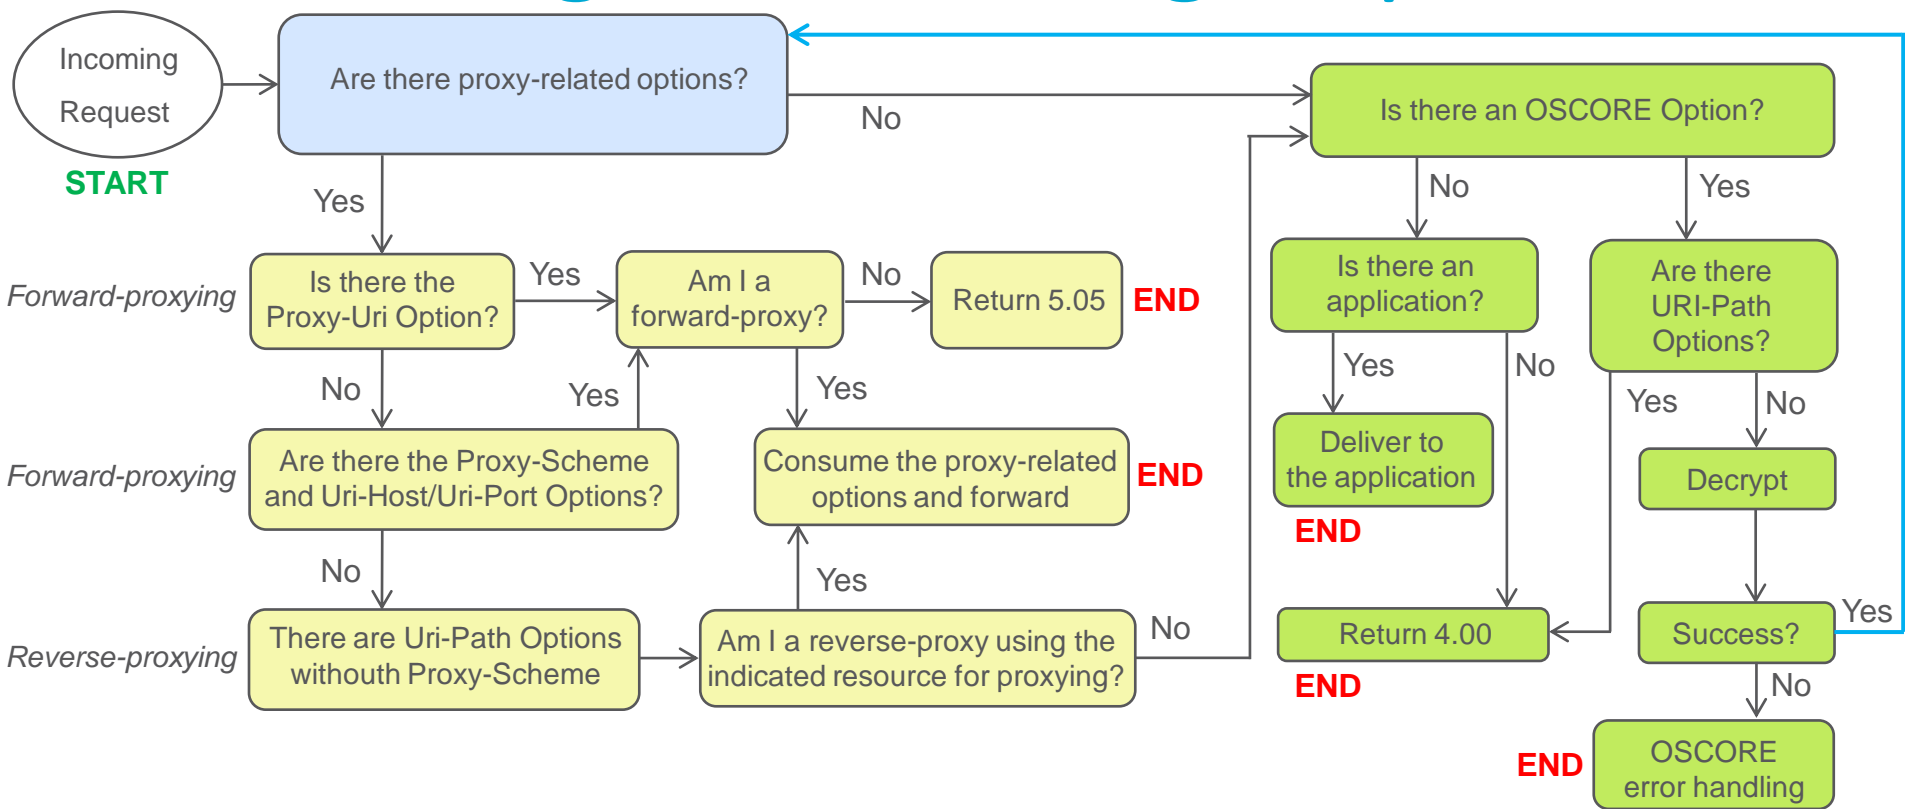 Incoming
Request
START
Are there proxy-related options?
No
Yes
Is there an OSCORE Option?
No
Yes
Forward-proxying
Is there the
Proxy-Uri Option?
Yes
Am I a
forward-proxy?
No
Return 5.05
END
Is there an
application?
Are there
URI-Path
Options?
No
Yes
Yes
Yes
No
Yes
No
Forward-proxying
Are there the Proxy-Scheme
and Uri-Host/Uri-Port Options?
Consume the proxy-related
options and forward
END
Deliver to
the application
END
Decrypt
No
Yes
Reverse-proxying
There are Uri-Path Options
withouth Proxy-Scheme
Am I a reverse-proxy using the
indicated resource for proxying?
No
Return 4.00
END
Success?
Yes
No
END
OSCORE
error handling